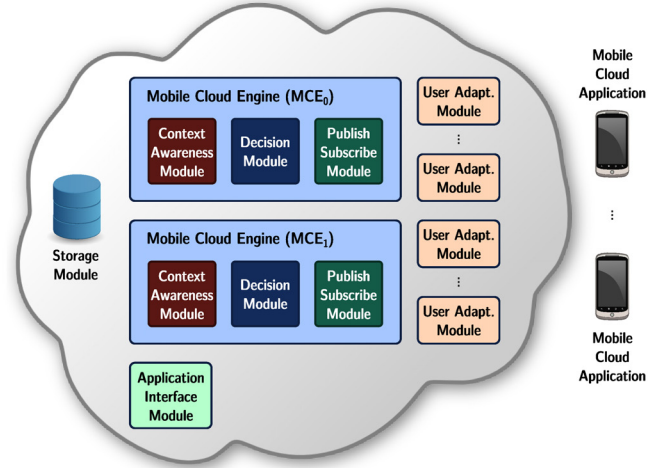 Mobile Cloud Engine (MCE0)
Context
Awareness
Module
Decision
Module
Publish
Subscribe
Module
User Adapt.
Module
...
User Adapt.
Module
Mobile
Cloud
Application
...
Storage
Module
Mobile Cloud Engine (MCE1)
Context
Awareness
Module
Decision
Module
Publish
Subscribe
Module
User Adapt.
Module
...
User Adapt.
Module
Mobile
Cloud
Application
Application
Interface
Module